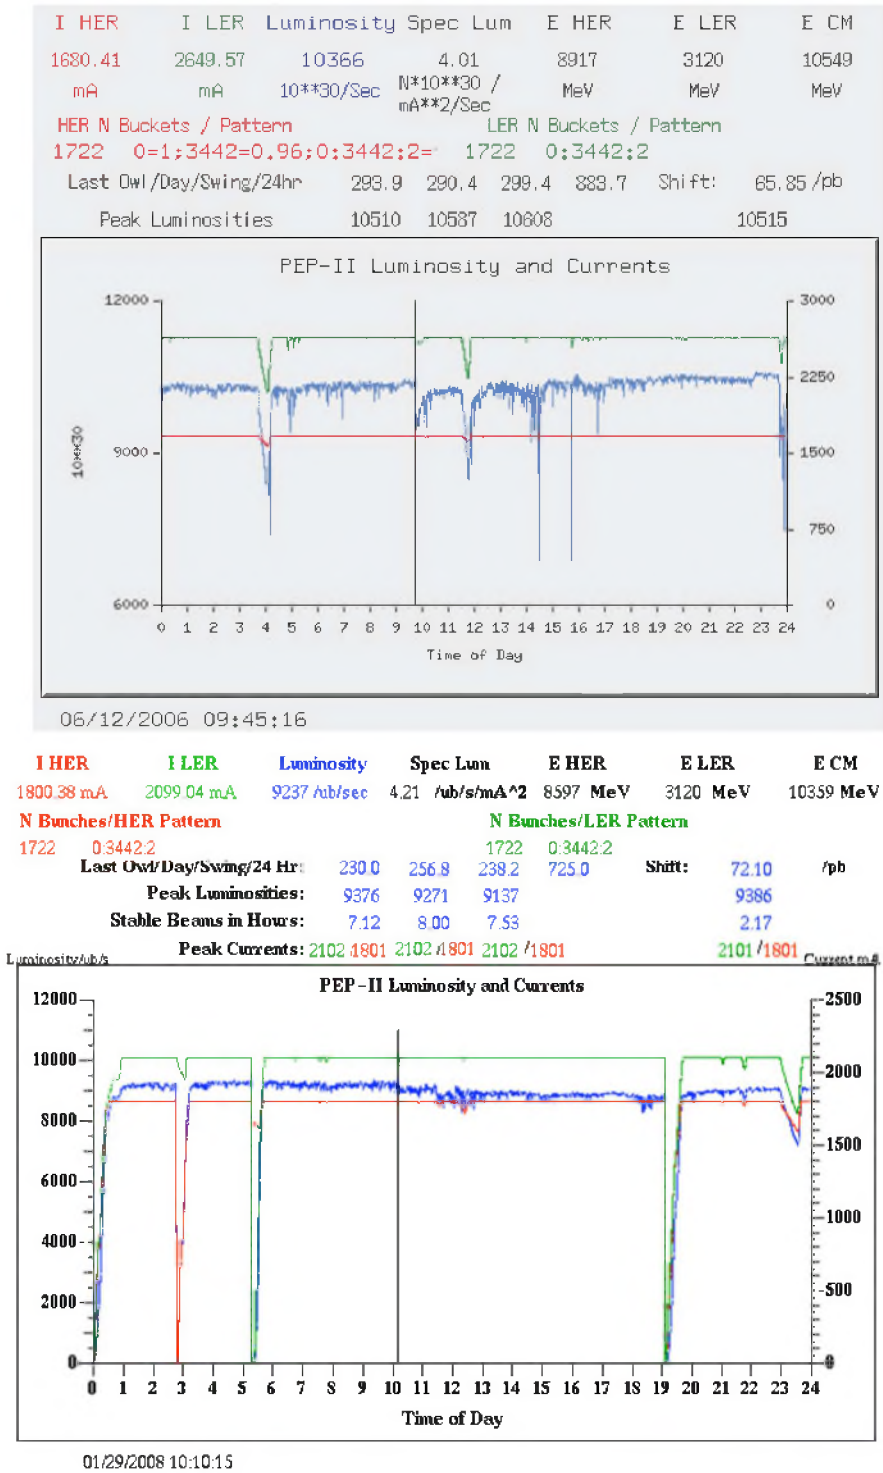 I HER I LER Luminosity Spec Lum E HER E LER E CM
1680.41 2649.57 10366 4.01 8917 3120 10549
mA mA 10**30/Sec N*10**30 / mA**2/Sec MeV MeV MeV
HER N Buckets / Pattern LER N Buckets / Pattern
1722 0=1;3442=0.96;0:3442:2= 1722 0:3442:2
Last Owl/Day/Swing/24hr 293.9 290.4 299.4 883.7 Shift: 65.85 /pb
Peak Luminosities 10510 10587 10608 10515
PEP-II Luminosity and Currents
12000 3000
2250
10**30
9000 1500
750
6000 0
0 1 2 3 4 5 6 7 8 9 10 11 12 13 14 15 16 17 18 19 20 21 22 23 24
Time of Day
06/12/2006 09:45:16
I HER I LER Luminosity Spec Lum E HER E LER E CM
1800.38 mA 2099.04 mA 9237 /ub/sec 4.21 /ub/s/mA^2 8597 MeV 3120 MeV 10359 MeV
N Bunches/HER Pattern N Bunches/LER Pattern
1722 0:3442:2 1722 0:3442:2
Last Owl/Day/Swing/24 Hr: 230.0 256.8 238.2 725.0 Shift: 72.10 /pb
Peak Luminosities: 9376 9271 9137 9386
Stable Beams in Hours: 7.12 8.00 7.53 2.17
Peak Currents: 2102 /1801 2102 /1801 2102 /1801 2101 /1801
Luminosity/ub/s Current mA
PEP-II Luminosity and Currents
12000 2500
10000 2000
8000
1500
6000
1000
4000
2000 500
0 0
0 1 2 3 4 5 6 7 8 9 10 11 12 13 14 15 16 17 18 19 20 21 22 23 24
Time of Day
01/29/2008 10:10:15